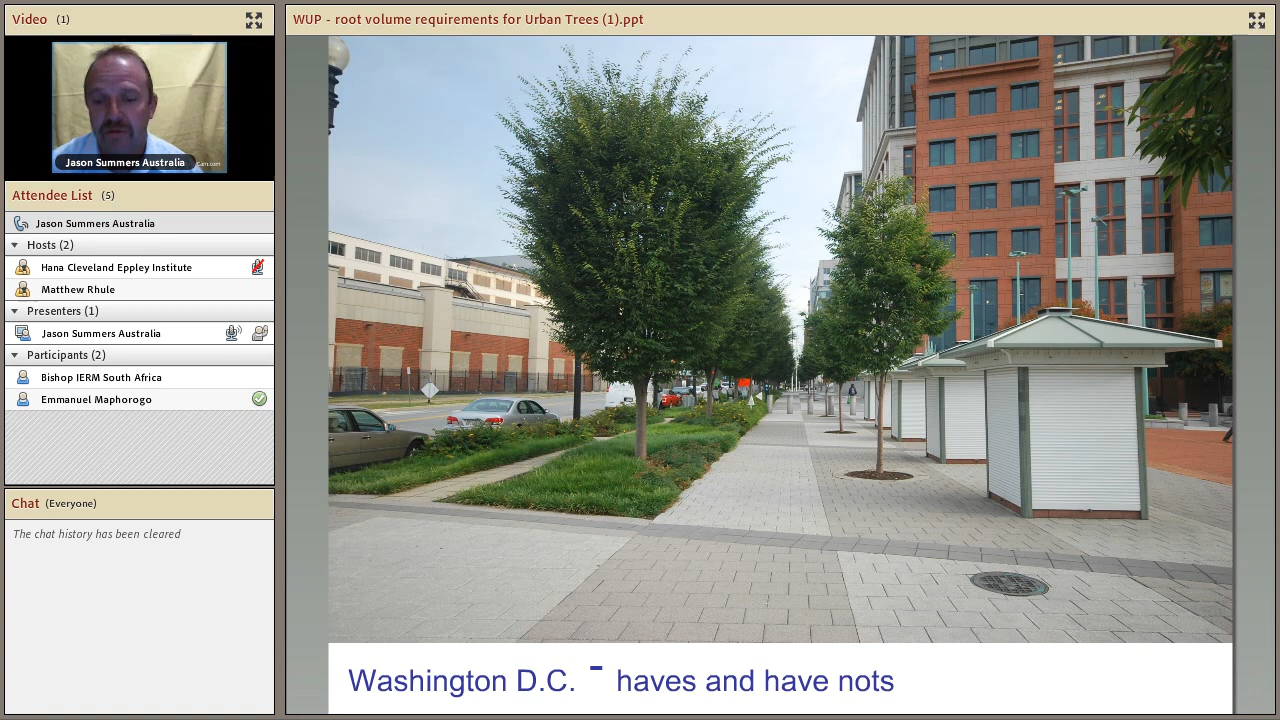 Video (1)
Jason Summers Australia
Cam.com
Attendee List (5)
Jason Summers Australia
Hosts (2)
Hana Cleveland Eppley Institute
Matthew Rhule
Presenters (1)
Jason Summers Australia
Participants (2)
Bishop IERM South Africa
Emmanuel Maphorogo
Chat (Everyone)
The chat history has been cleared
WUP - root volume requirements for Urban Trees (1).ppt
Washington D.C. - haves and have nots